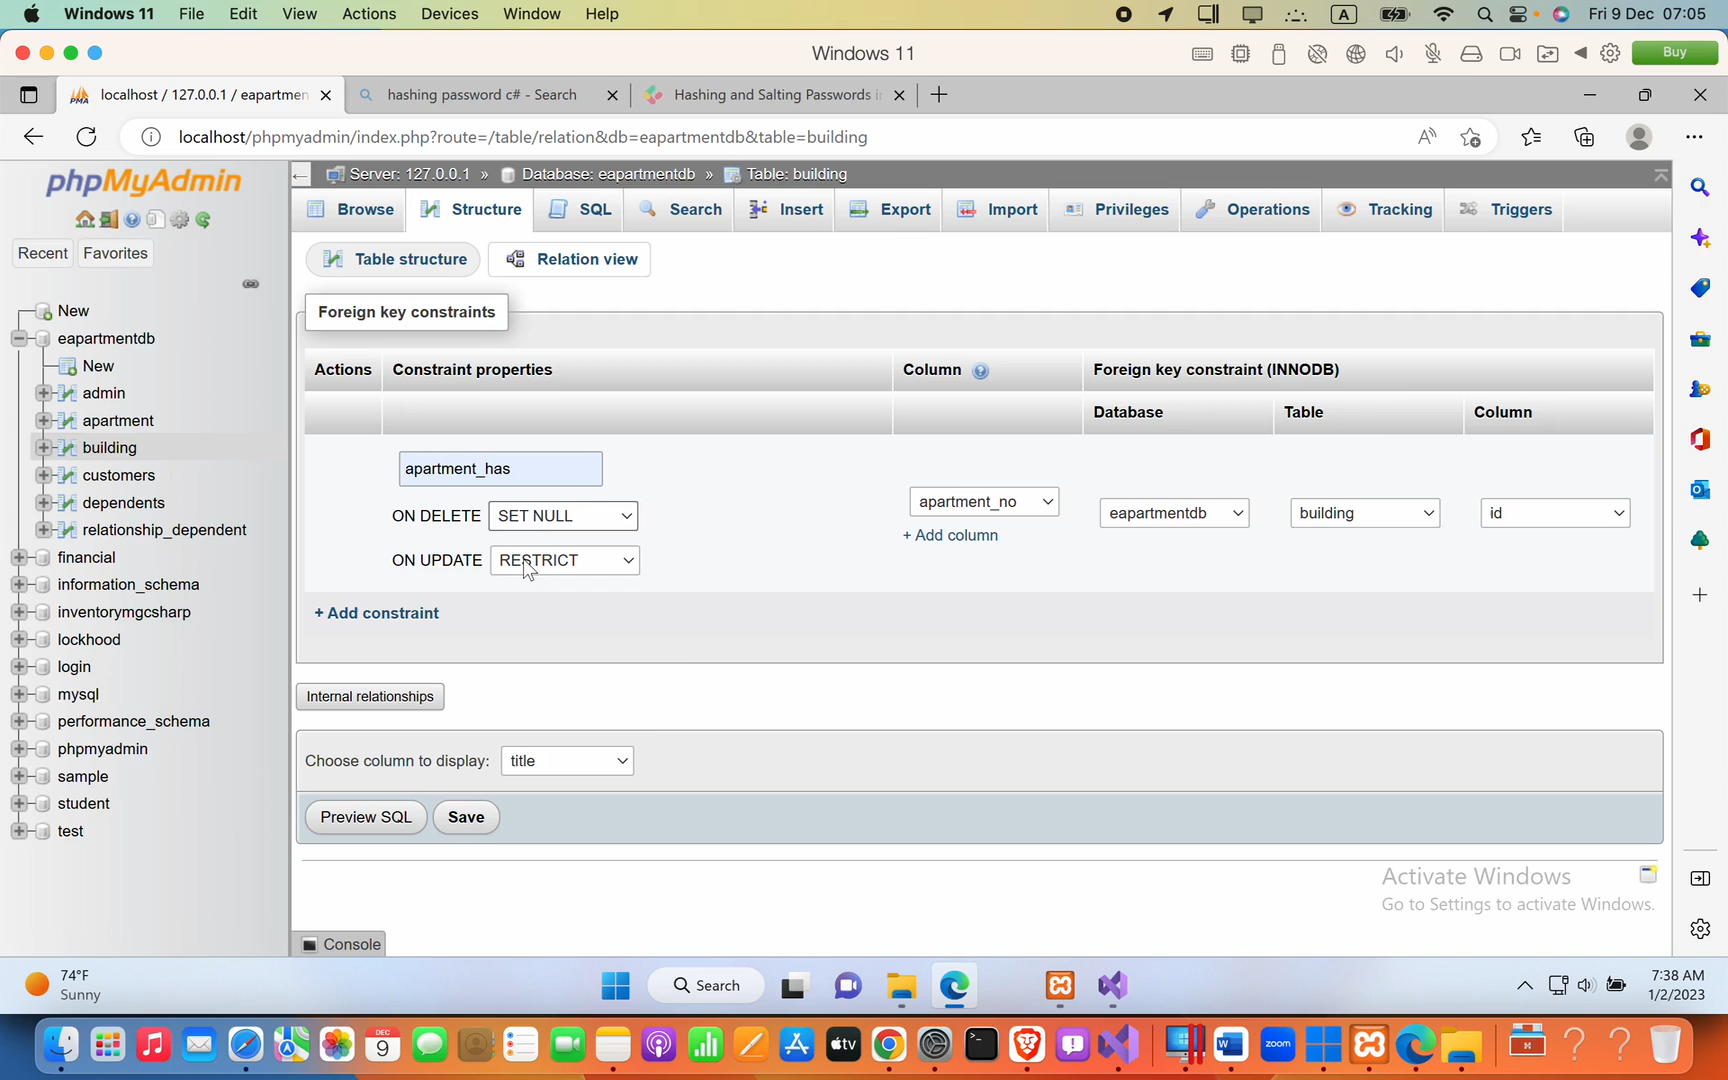 Windows 11 File Edit View Actions Devices Window Help A Fri 9 Dec 07:05
Windows 11 Buy
PMA localhost / 127.0.0.1 / eapartmen hashing password c# - Search Hashing and Salting Passwords i
localhost/phpmyadmin/index.php?route=/table/relation&db=eapartmentdb&table=building
phpMyAdmin
Recent Favorites
New
eapartmentdb
New
admin
apartment
building
customers
dependents
relationship_dependent
financial
information_schema
inventorymgcsharp
lockhood
login
mysql
performance_schema
phpmyadmin
sample
student
test
Server: 127.0.0.1 » Database: eapartmentdb » Table: building
Browse Structure SQL Search Insert Export Import Privileges Operations Tracking Triggers
Table structure Relation view
Foreign key constraints
Actions Constraint properties Column Foreign key constraint (INNODB)
Database Table Column
apartment_has
ON DELETE SET NULL
ON UPDATE RESTRICT
apartment_no
+ Add column
eapartmentdb building id
+ Add constraint
Internal relationships
Choose column to display: title
Preview SQL Save
Activate Windows
Go to Settings to activate Windows.
Console
74°F
Sunny
Search
7:38 AM
1/2/2023
DEC
9
tv
W
zoom